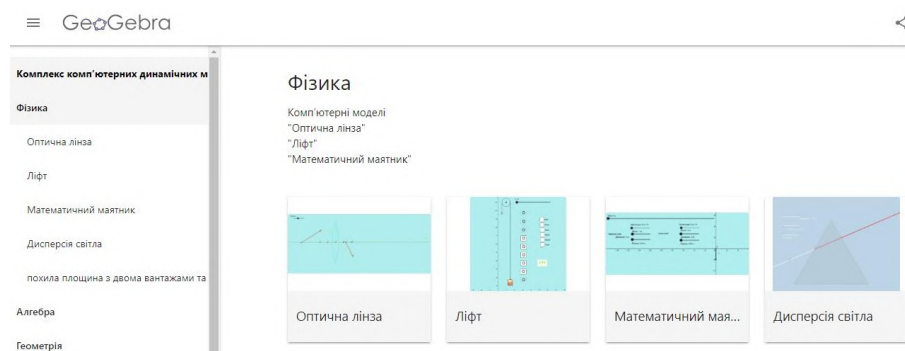 GeoGebra
Комплекс комп'ютерних динамічних м
Фізика
Оптична лінза
Ліфт
Математичний маятник
Дисперсія світла
похила площина з двома вантажами та
Алгебра
Геометрія
Фізика
Комп'ютерні моделі
"Оптична лінза"
"Ліфт"
"Математичний маятник"
Оптична лінза
Ліфт
Математичний мая...
Дисперсія світла